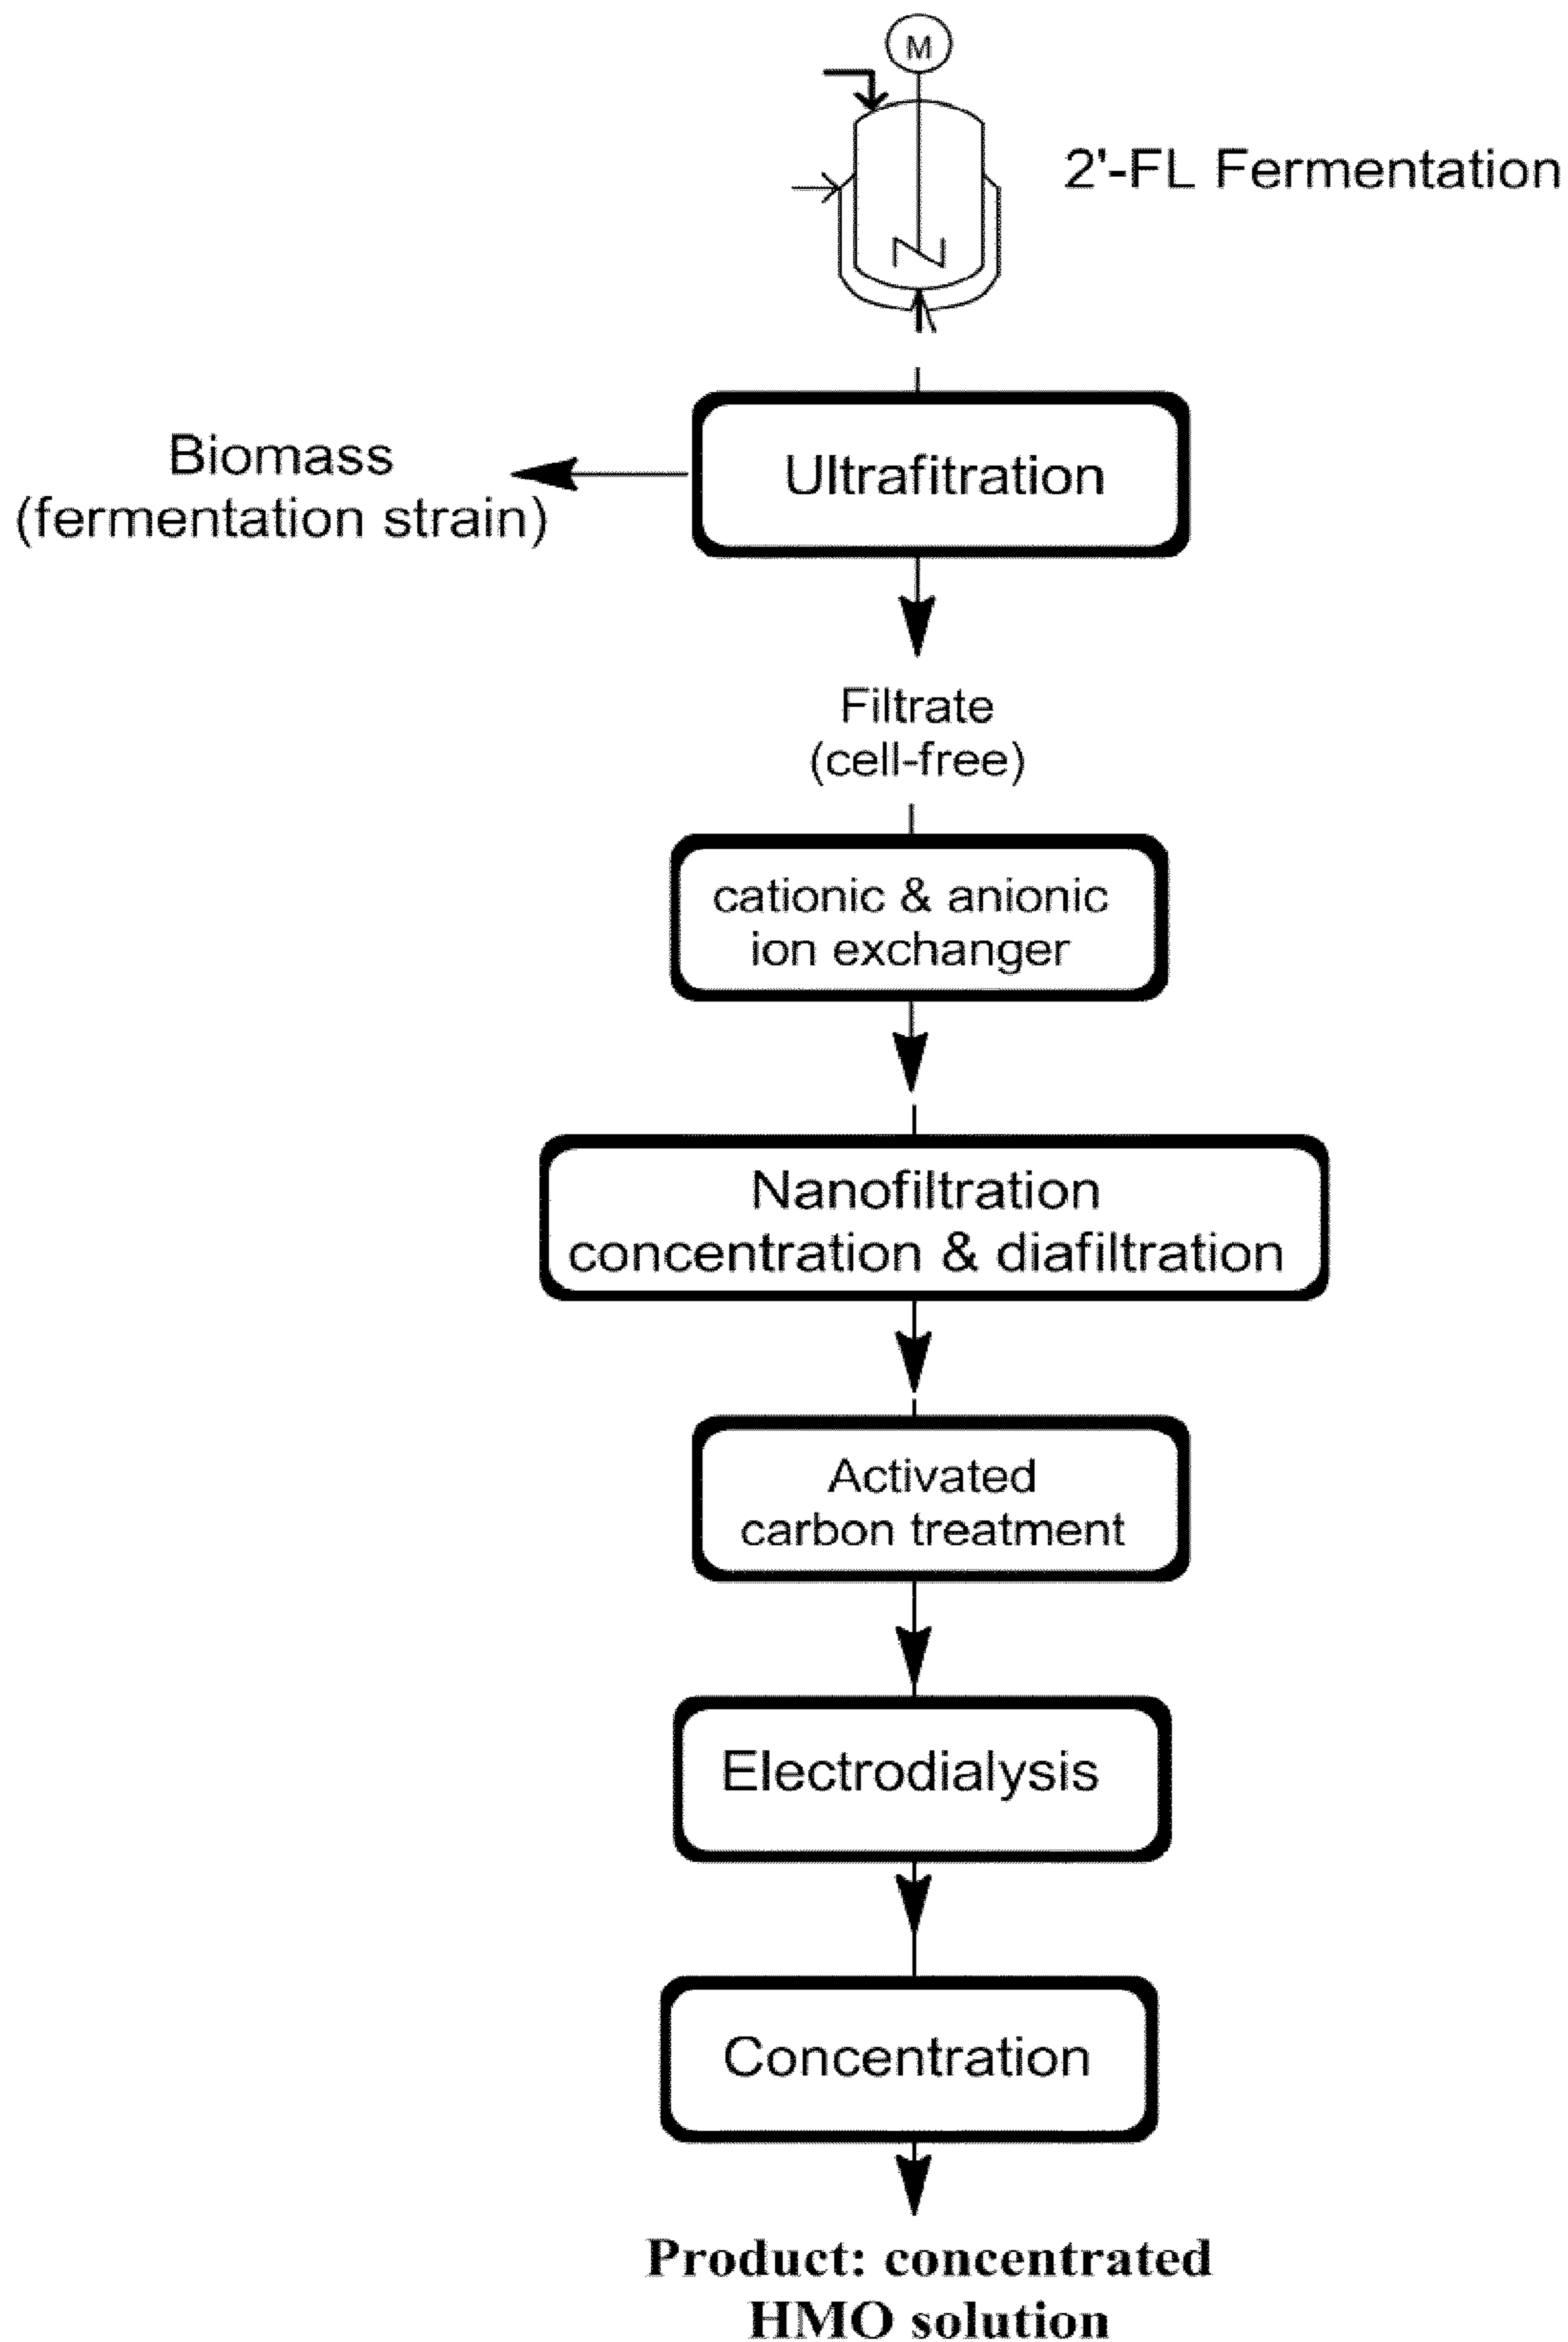 M
2'-FL Fermentation
Ultrafitration
Biomass
(fermentation strain)
Filtrate
(cell-free)
cationic & anionic
ion exchanger
Nanofiltration
concentration & diafiltration
Activated
carbon treatment
Electrodialysis
Concentration
Product: concentrated
HMO solution